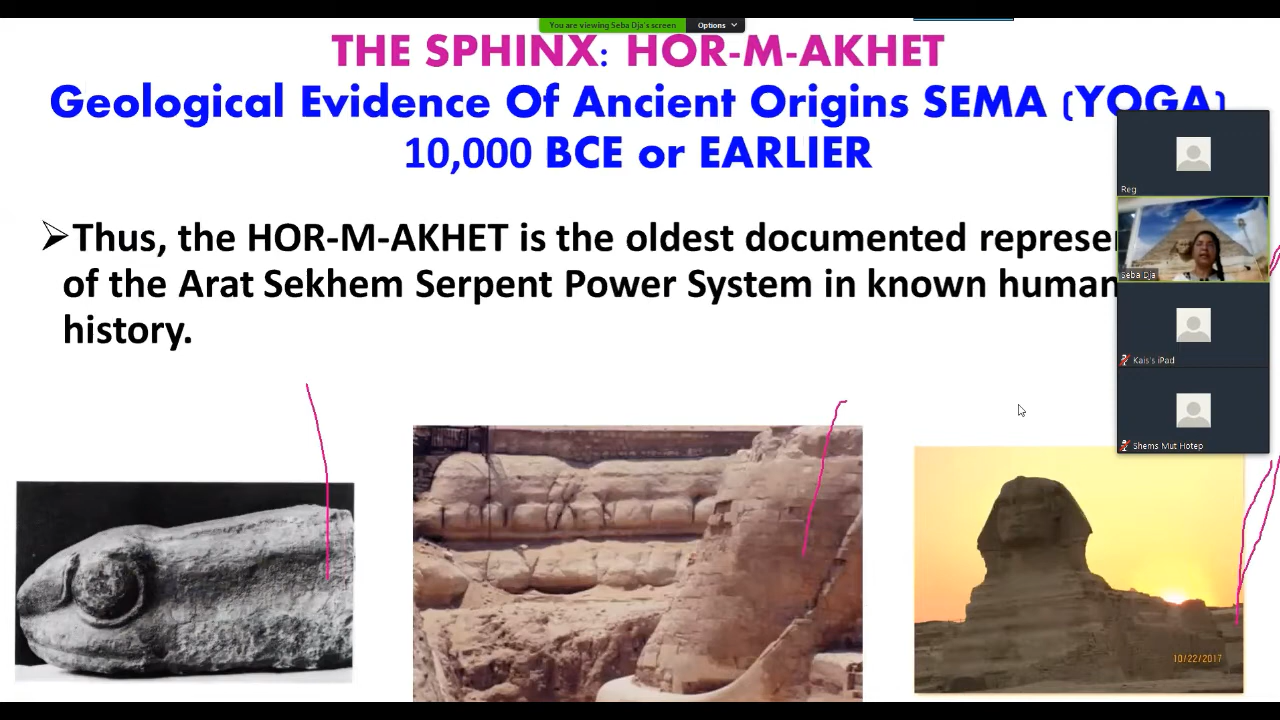 You are viewing Seba Dja's screen
Options
THE SPHINX: HOR-M-AKHET
Geological Evidence Of Ancient Origins SEMA (YOGA)
10,000 BCE or EARLIER
Thus, the HOR-M-AKHET is the oldest documented
of the Arat Sekhem Serpent Power System in known human
history.
Reg
Seba Dja
Kais's iPad
Shems Mut Hotep
10/22/2017